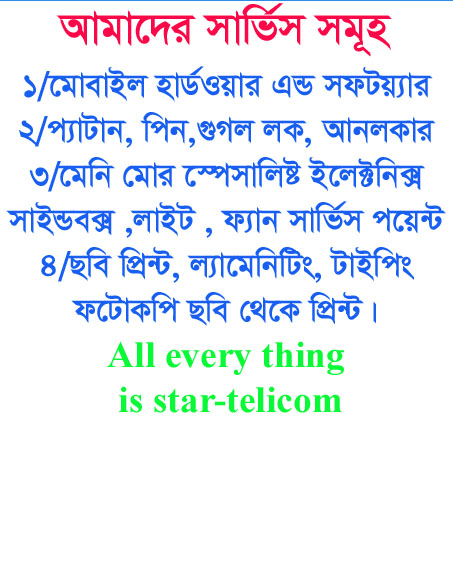 আমাদের সার্ভিস সমূহ
১/মোবাইল হার্ডওয়ার এন্ড সফটয়্যার
২/প্যাটান, পিন,গুগল লক, আনলকার
৩/মেনি মোর স্পেসালিষ্ট ইলেক্টনিক্স
সাইন্ডবক্স ,লাইট , ফ্যান সার্ভিস পয়েন্ট
৪/ছবি প্রিন্ট, ল্যামেনিটিং, টাইপিং
ফটোকপি ছবি থেকে প্রিন্ট।
All every thing
is star-telicom